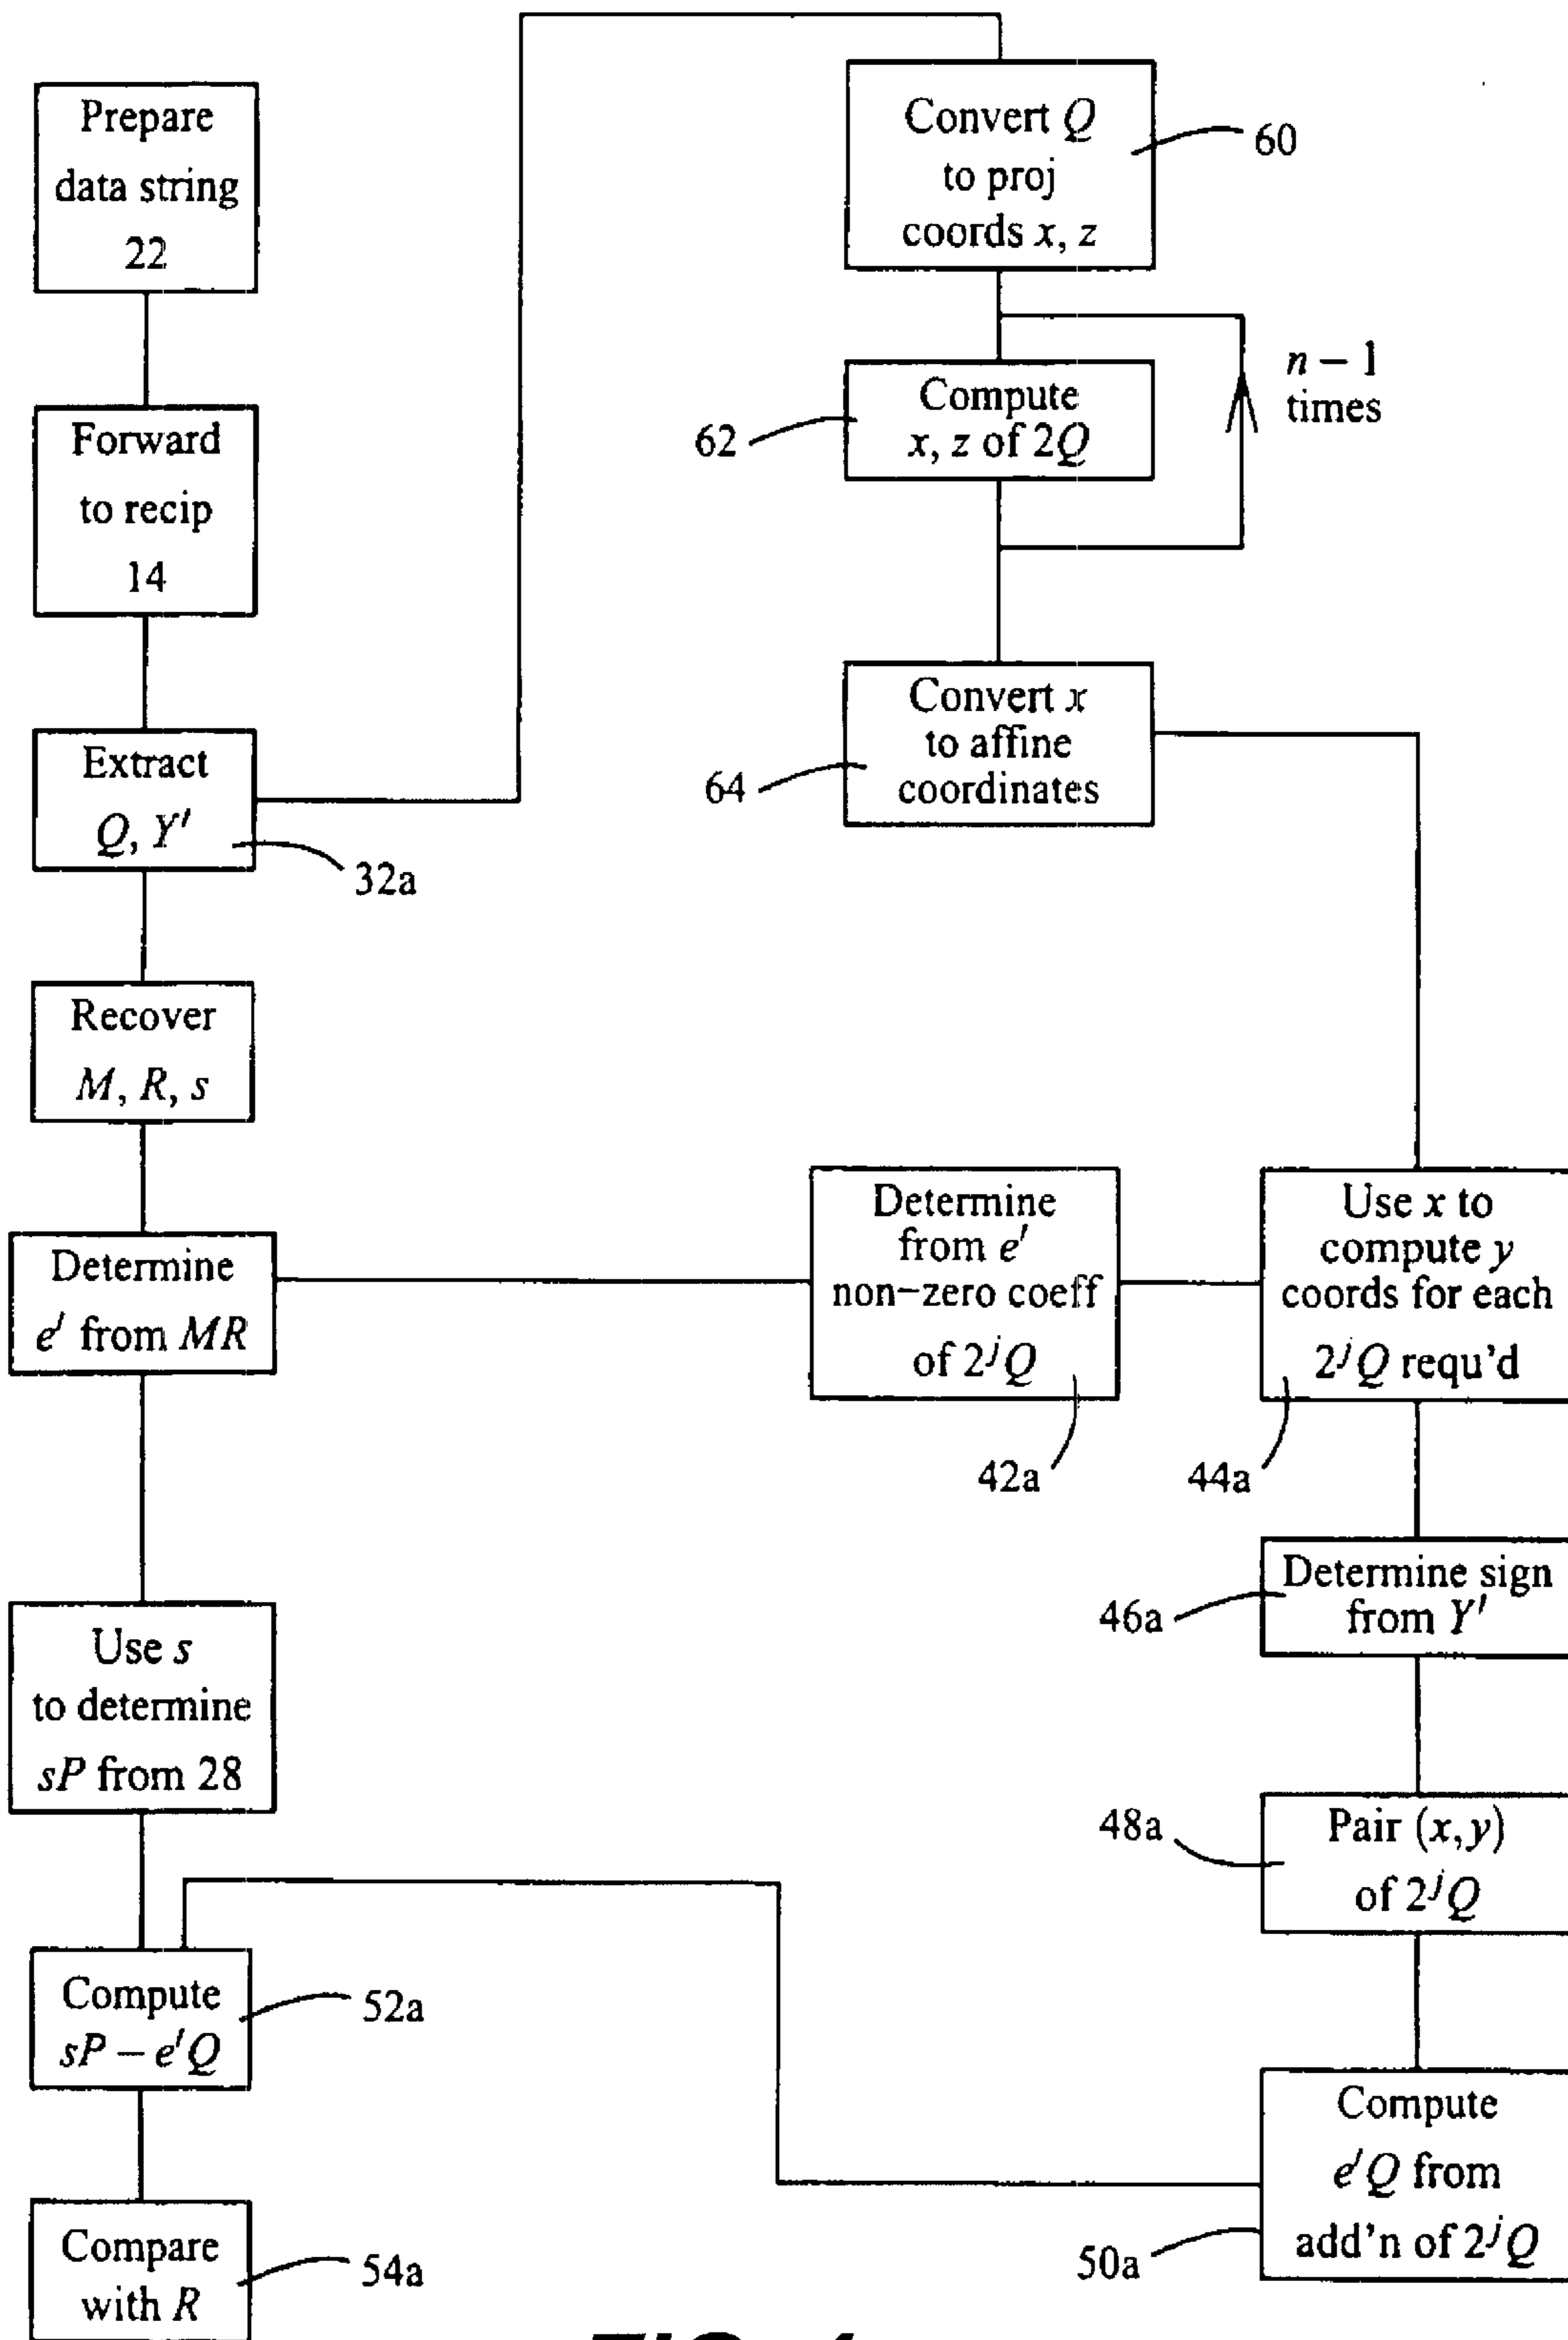 Prepare
data string
22
Forward
to recip
14
Extract
Q, Y'
32a
Recover
M, R, s
Determine
e' from MR
Use s
to determine
sP from 28
Compute
sP – e'Q
52a
Compare
with R
54a
Convert Q
to proj
coords x, z
60
Compute
x, z of 2Q
62
n – 1
times
Convert x
to affine
coordinates
64
Determine
from e'
non-zero coeff
of 2^jQ
42a
Use x to
compute y
coords for each
2^jQ requ'd
44a
Determine sign
from Y'
46a
Pair (x,y)
of 2^jQ
48a
Compute
e'Q from
add'n of 2^jQ
50a